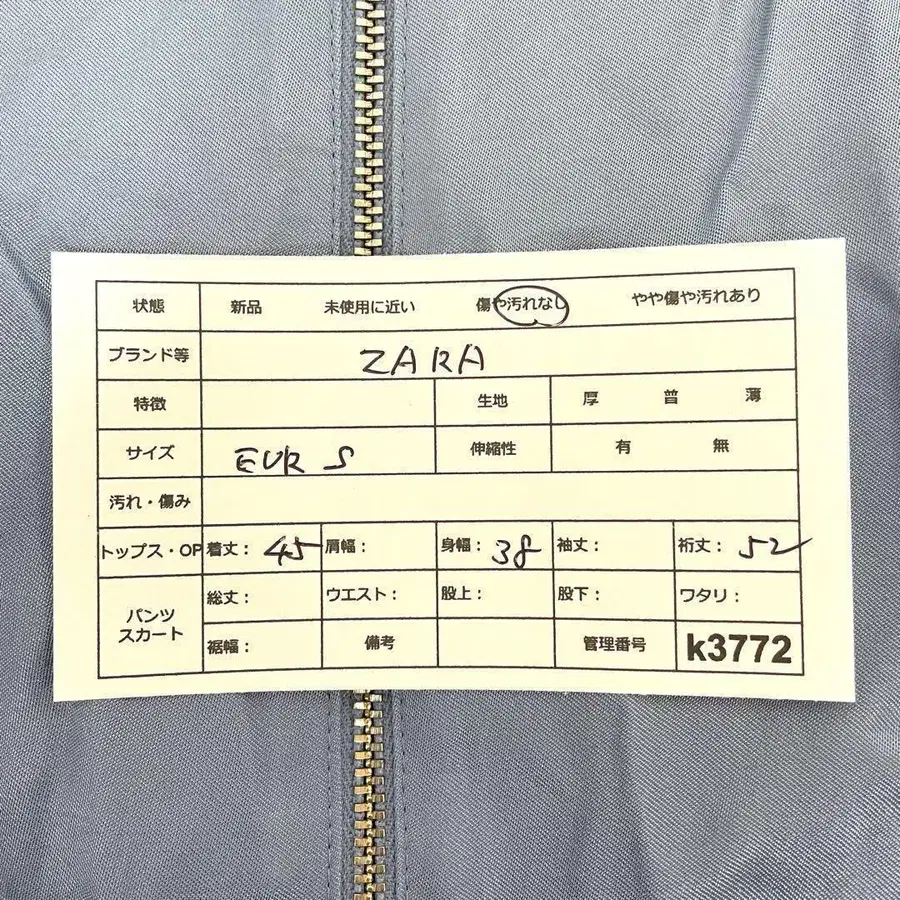 状態 新品 未使用に近い 傷や汚れなし やや傷や汚れあり
ブランド等 ZARA
特徴 生地 厚 普 薄
サイズ EUR S 伸縮性 有 無
汚れ・傷み
トップス・OP 着丈： 45 肩幅： 身幅： 38 袖丈： 裄丈： 52
パンツ
スカート
総丈： ウエスト： 股上： 股下： ワタリ：
裾幅： 備考 管理番号 k3772